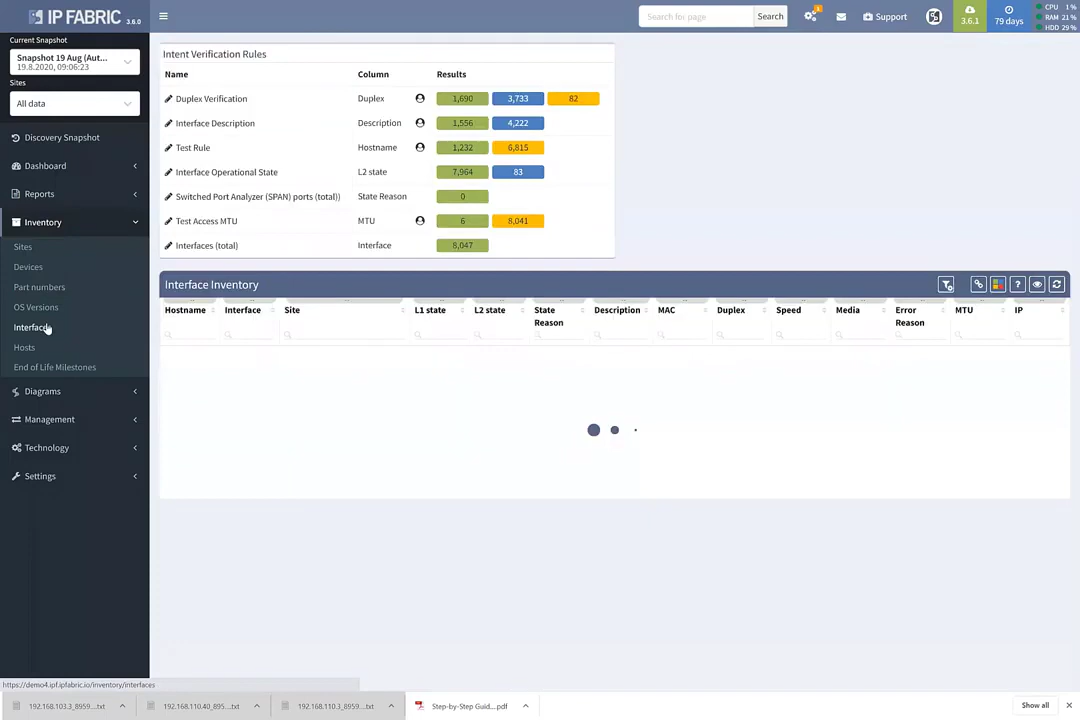 IP FABRIC 3.6.0
Search for page
Search
1
Support
3.6.1
79 days
CPU 1%
RAM 21%
HDD 29%
Current Snapshot
Snapshot 19 Aug (Aut...
19.8.2020, 09:06:23
Sites
All data
Discovery Snapshot
Dashboard
Reports
Inventory
Sites
Devices
Part numbers
OS Versions
Interfaces
Hosts
End of Life Milestones
Diagrams
Management
Technology
Settings
Intent Verification Rules
Name Column Results
Duplex Verification Duplex 1,690 3,733 82
Interface Description Description 1,556 4,222
Test Rule Hostname 1,232 6,815
Interface Operational State L2 state 7,964 83
Switched Port Analyzer (SPAN) ports (total)) State Reason 0
Test Access MTU MTU 6 8,041
Interfaces (total) Interface 8,047
Interface Inventory
?
Hostname Interface Site L1 state L2 state State Reason Description MAC Duplex Speed Media Error Reason MTU IP
https://demo4.ipf.ipfabric.io/inventory/interfaces
192.168.103.3_8959....txt
192.168.110.40_895....txt
192.168.110.3_8959....txt
Step-by-Step Guid....pdf
Show all